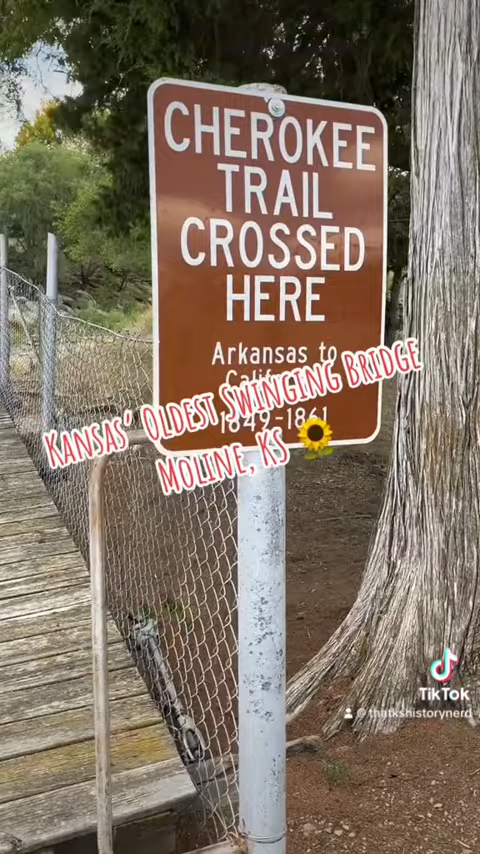 CHEROKEE
TRAIL
CROSSED
HERE
Arkansas to
1849-1861
Kansas' Oldest Swinging Bridge
Moline, KS
TikTok
@thatkshistorynerd